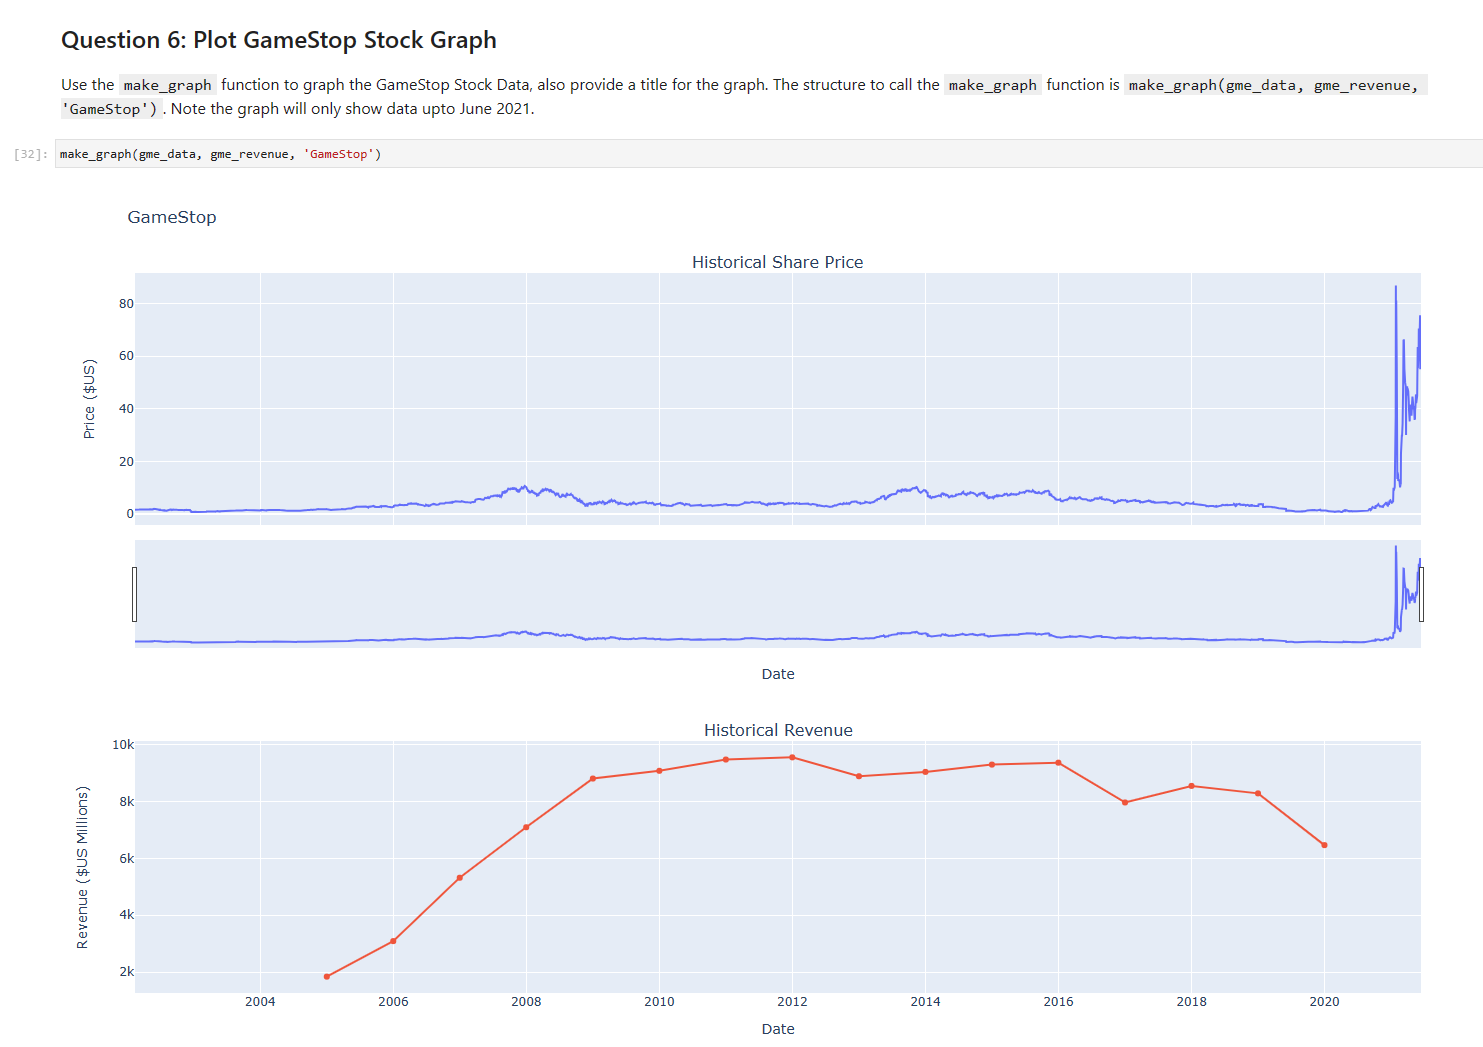 Question 6: Plot GameStop Stock Graph
Use the make_graph function to graph the GameStop Stock Data, also provide a title for the graph. The structure to call the make_graph function is make_graph(gme_data, gme_revenue,
'GameStop'). Note the graph will only show data upto June 2021.
[32]: make_graph(gme_data, gme_revenue, 'GameStop')
GameStop
Historical Share Price
80
60
40
20
0
Price ($US)
Date
Historical Revenue
10k
8k
6k
4k
2k
Revenue ($US Millions)
2004 2006 2008 2010 2012 2014 2016 2018 2020
Date